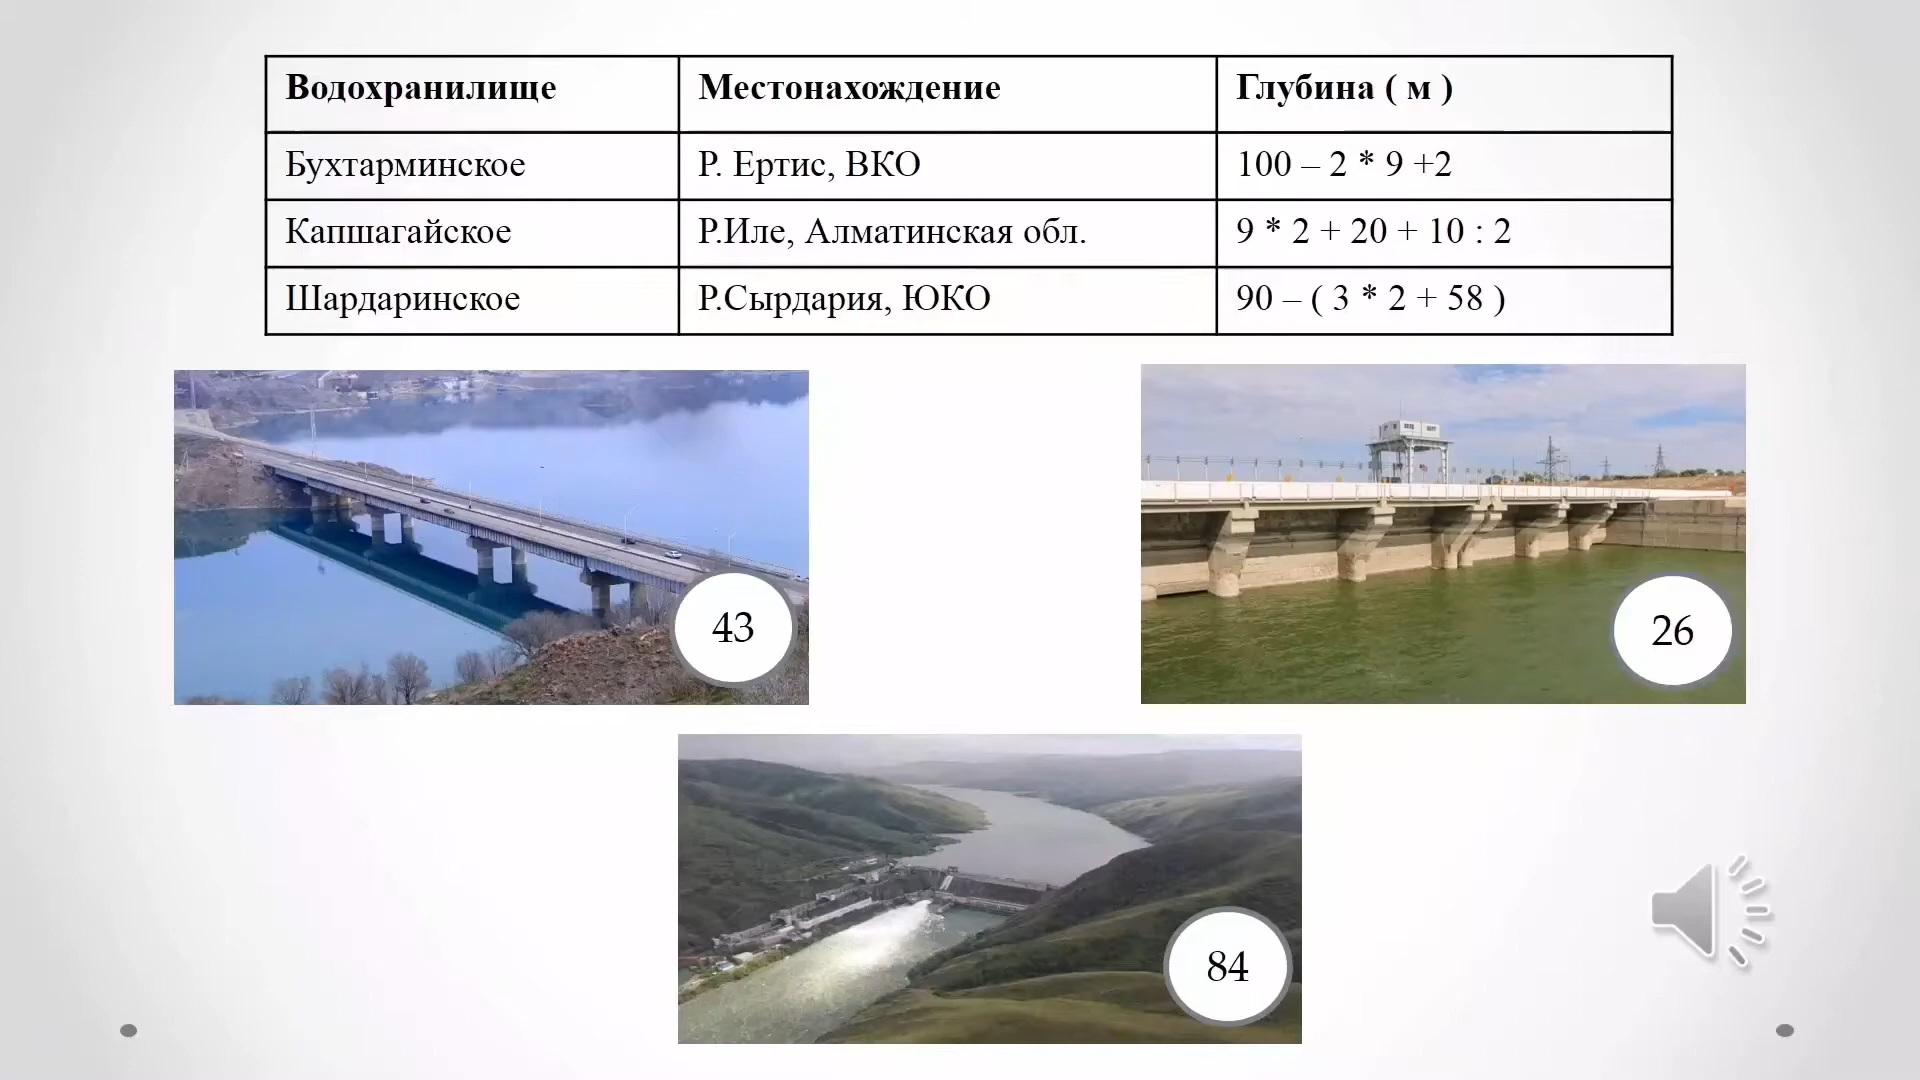 Водохранилище Местонахождение Глубина ( м )
Бухтарминское Р. Ертис, ВКО 100 – 2 * 9 +2
Капшагайское Р.Иле, Алматинская обл. 9 * 2 + 20 + 10 : 2
Шардаринское Р.Сырдария, ЮКО 90 – ( 3 * 2 + 58 )
43
26
84